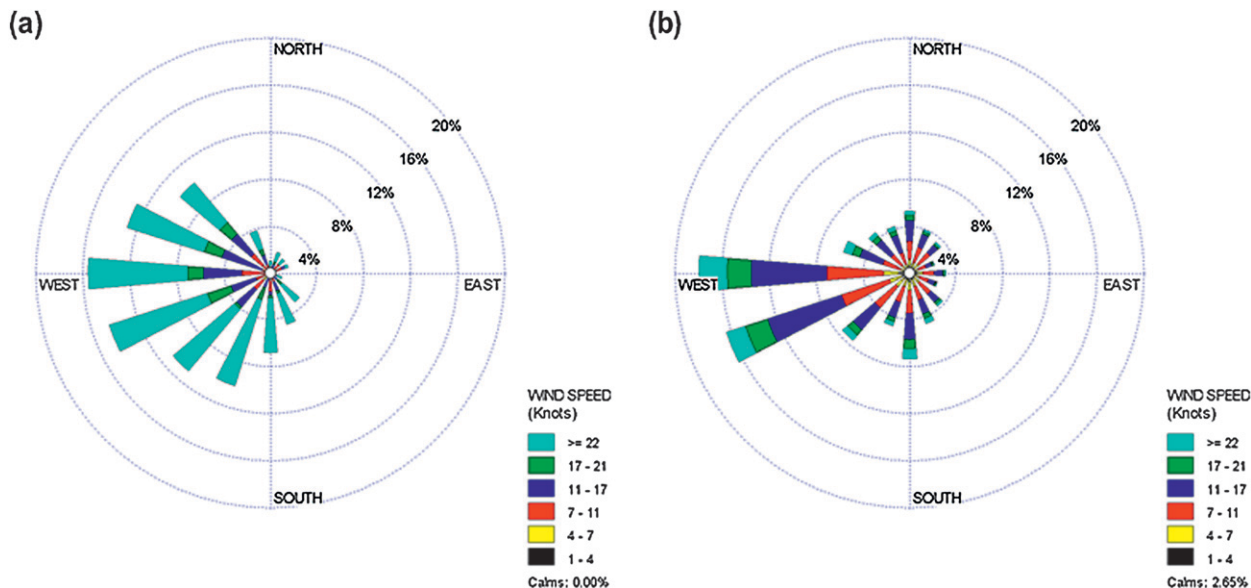 (a)
NORTH
20%
16%
12%
8%
4%
WEST
EAST
SOUTH
WIND SPEED
(Knots)
>= 22
17 - 21
11 - 17
7 - 11
4 - 7
1 - 4
Calms; 0.00%
(b)
NORTH
20%
16%
12%
8%
4%
WEST
EAST
SOUTH
WIND SPEED
(Knots)
>= 22
17 - 21
11 - 17
7 - 11
4 - 7
1 - 4
Calms; 2.65%